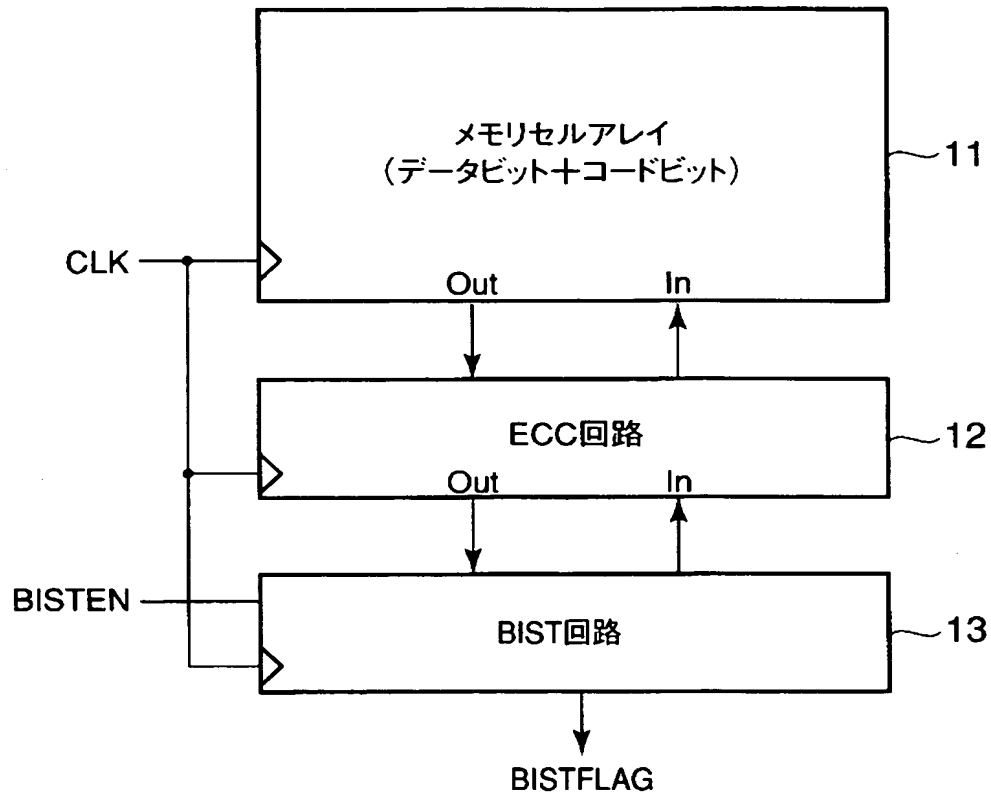 メモリセルアレイ
(データビット+コードビット)
11
CLK
Out
In
ECC回路
12
Out
In
BISTEN
BIST回路
13
BISTFLAG